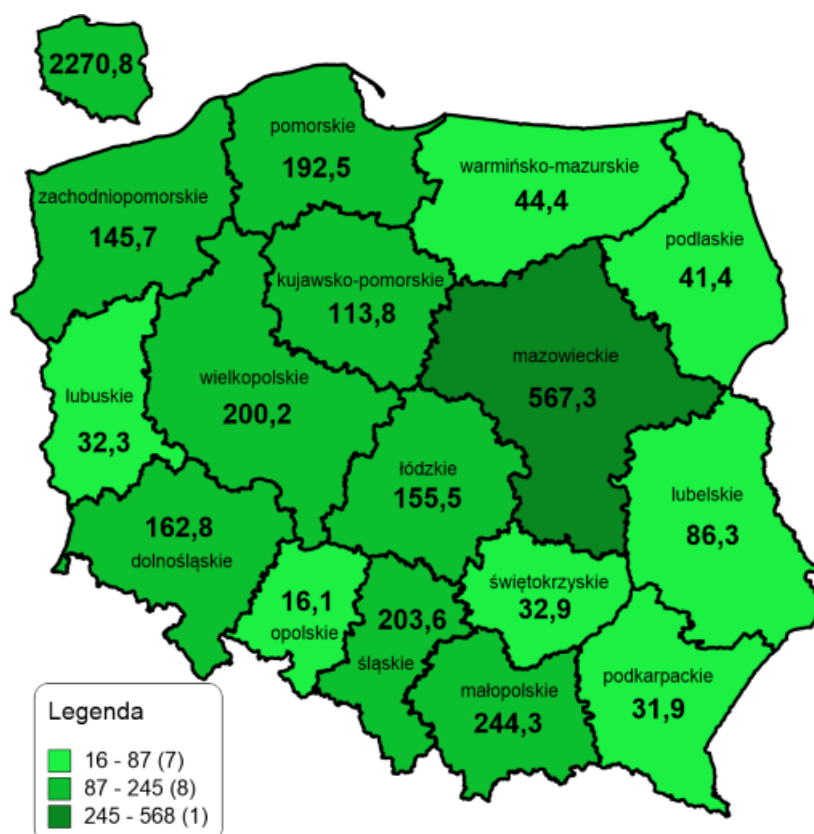 2270,8
pomorskie
192,5
warmińsko-mazurskie
44,4
zachodniopomorskie
145,7
podlaskie
41,4
kujawsko-pomorskie
113,8
mazowieckie
567,3
wielkopolskie
200,2
lubuskie
32,3
łódzkie
155,5
lubelskie
86,3
162,8
dolnośląskie
świętokrzyskie
32,9
16,1
opolskie
203,6
śląskie
małopolskie
244,3
podkarpackie
31,9
Legenda
16 - 87 (7)
87 - 245 (8)
245 - 568 (1)